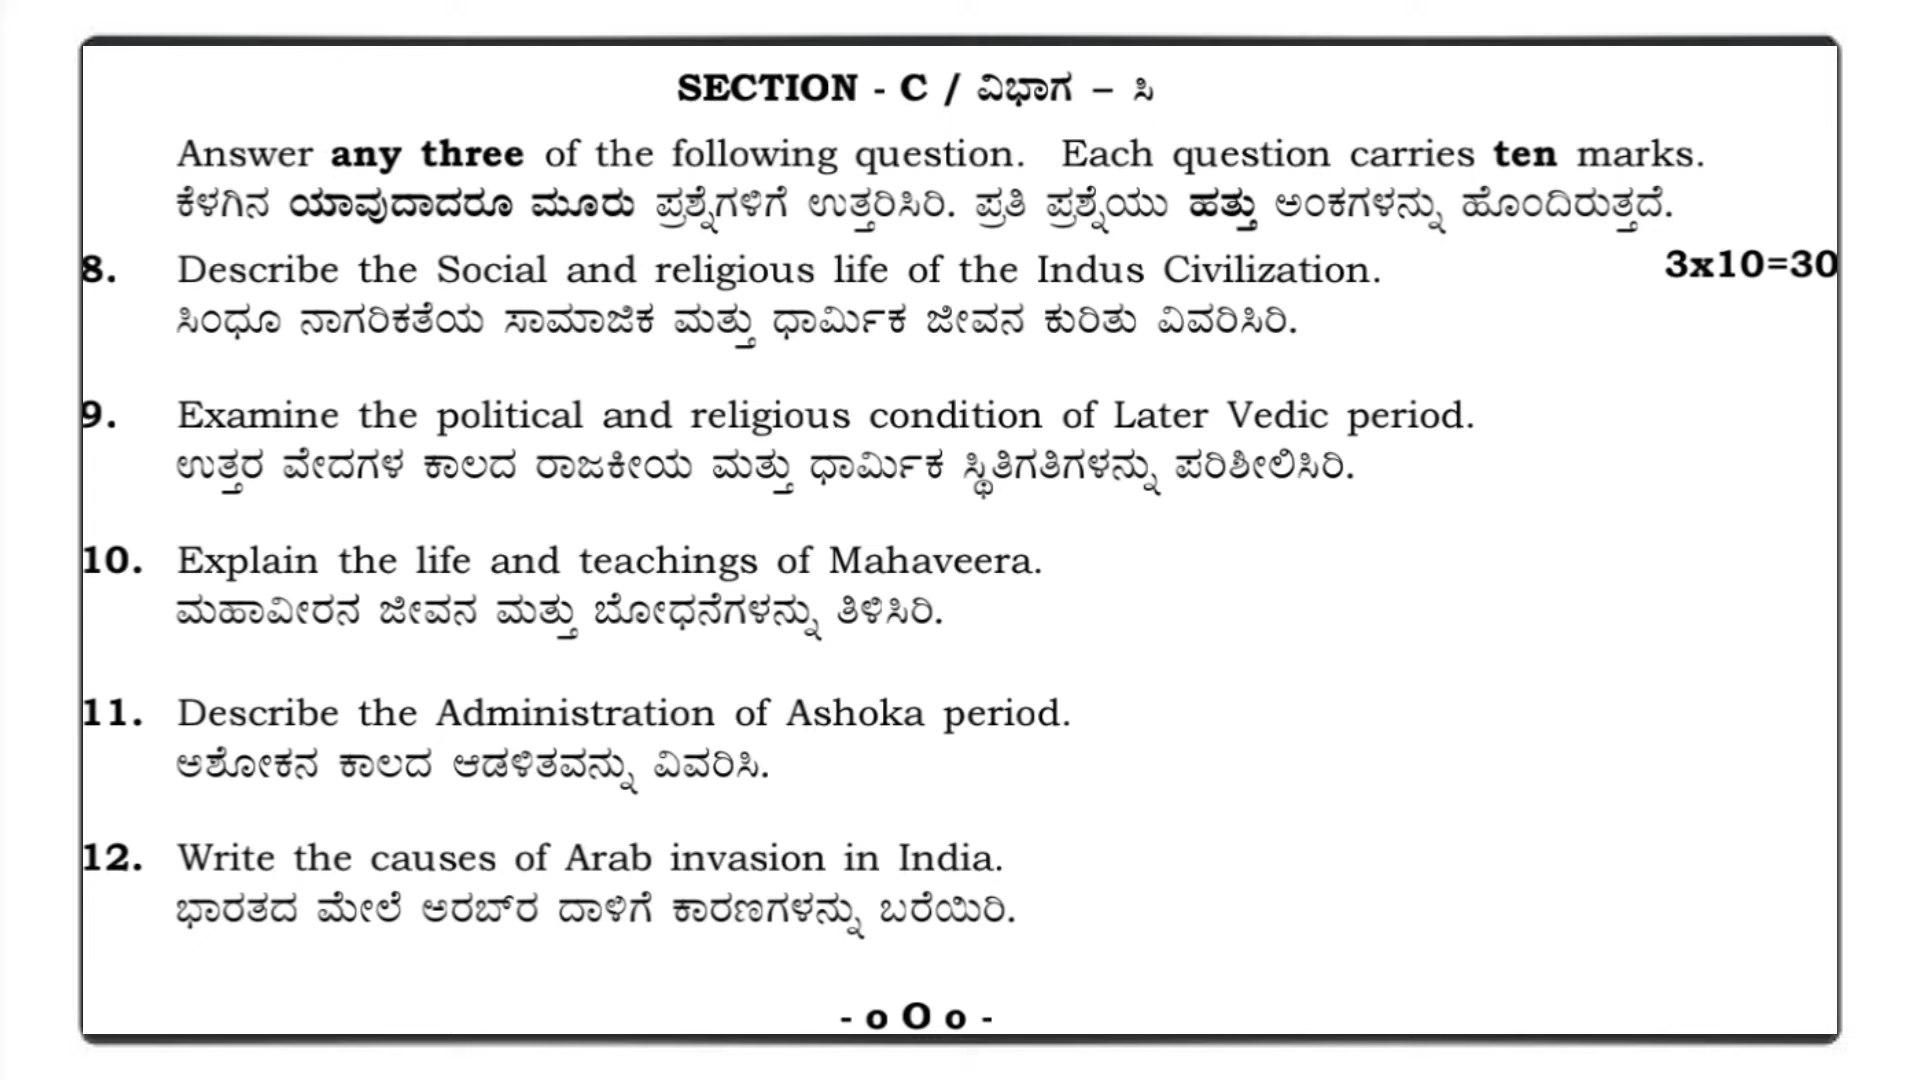 SECTION - C / ವಿಭಾಗ – ಸಿ
Answer any three of the following question. Each question carries ten marks.
ಕೆಳಗಿನ ಯಾವುದಾದರೂ ಮೂರು ಪ್ರಶ್ನೆಗಳಿಗೆ ಉತ್ತರಿಸಿರಿ. ಪ್ರತಿ ಪ್ರಶ್ನೆಯು ಹತ್ತು ಅಂಕಗಳನ್ನು ಹೊಂದಿರುತ್ತದೆ.
8. Describe the Social and religious life of the Indus Civilization. 3x10=30
ಸಿಂಧೂ ನಾಗರಿಕತೆಯ ಸಾಮಾಜಿಕ ಮತ್ತು ಧಾರ್ಮಿಕ ಜೀವನ ಕುರಿತು ವಿವರಿಸಿರಿ.
9. Examine the political and religious condition of Later Vedic period.
ಉತ್ತರ ವೇದಗಳ ಕಾಲದ ರಾಜಕೀಯ ಮತ್ತು ಧಾರ್ಮಿಕ ಸ್ಥಿತಿಗತಿಗಳನ್ನು ಪರಿಶೀಲಿಸಿರಿ.
10. Explain the life and teachings of Mahaveera.
ಮಹಾವೀರನ ಜೀವನ ಮತ್ತು ಬೋಧನೆಗಳನ್ನು ತಿಳಿಸಿರಿ.
11. Describe the Administration of Ashoka period.
ಅಶೋಕನ ಕಾಲದ ಆಡಳಿತವನ್ನು ವಿವರಿಸಿ.
12. Write the causes of Arab invasion in India.
ಭಾರತದ ಮೇಲೆ ಅರಬ್‌ರ ದಾಳಿಗೆ ಕಾರಣಗಳನ್ನು ಬರೆಯಿರಿ.
- o O o -